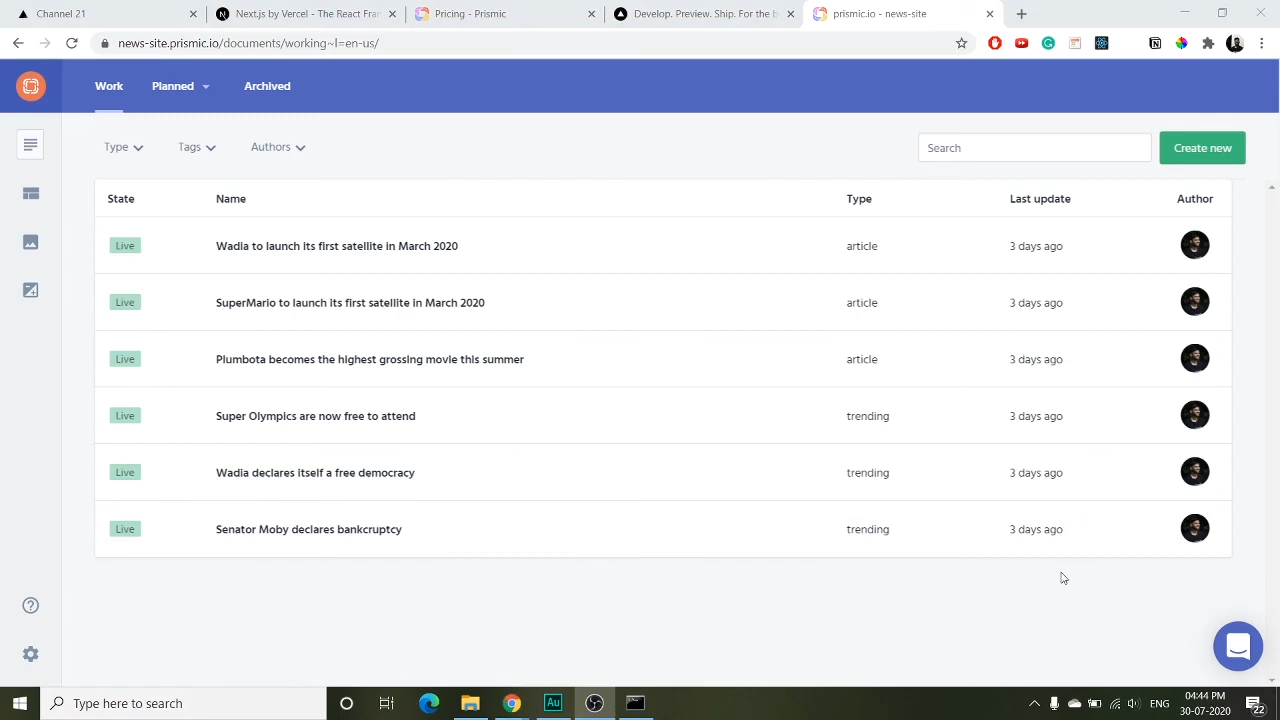 Channel 21
Next.js by Vercel - The React Fran
Pricing - Prismic
Develop. Preview. Ship. For the b
prismic.io - news-site
news-site.prismic.io/documents/working~l=en-us/
Work
Planned
Archived
Type
Tags
Authors
Search
Create new
State
Name
Type
Last update
Author
Live
Wadia to launch its first satellite in March 2020
article
3 days ago
Live
SuperMario to launch its first satellite in March 2020
article
3 days ago
Live
Plumbota becomes the highest grossing movie this summer
article
3 days ago
Live
Super Olympics are now free to attend
trending
3 days ago
Live
Wadia declares itself a free democracy
trending
3 days ago
Live
Senator Moby declares bankcruptcy
trending
3 days ago
Type here to search
Au
ENG
04:44 PM
30-07-2020
22